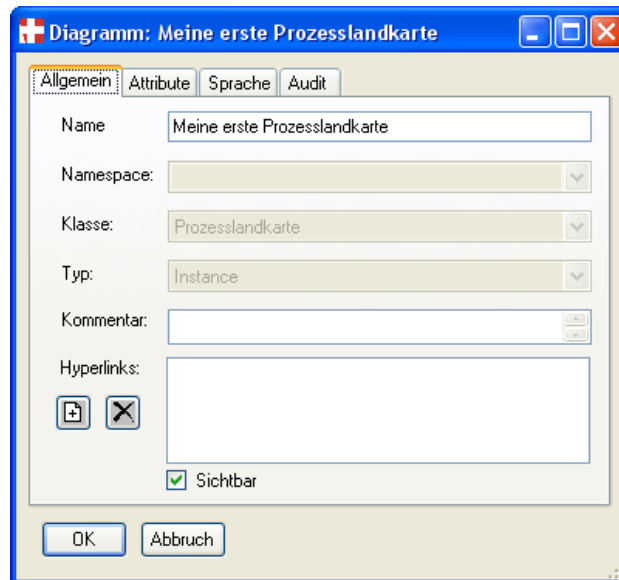 Diagramm: Meine erste Prozesslandkarte
Allgemein Attribute Sprache Audit
Name Meine erste Prozesslandkarte
Namespace:
Klasse: Prozesslandkarte
Typ: Instance
Kommentar:
Hyperlinks:
Sichtbar
OK Abbruch